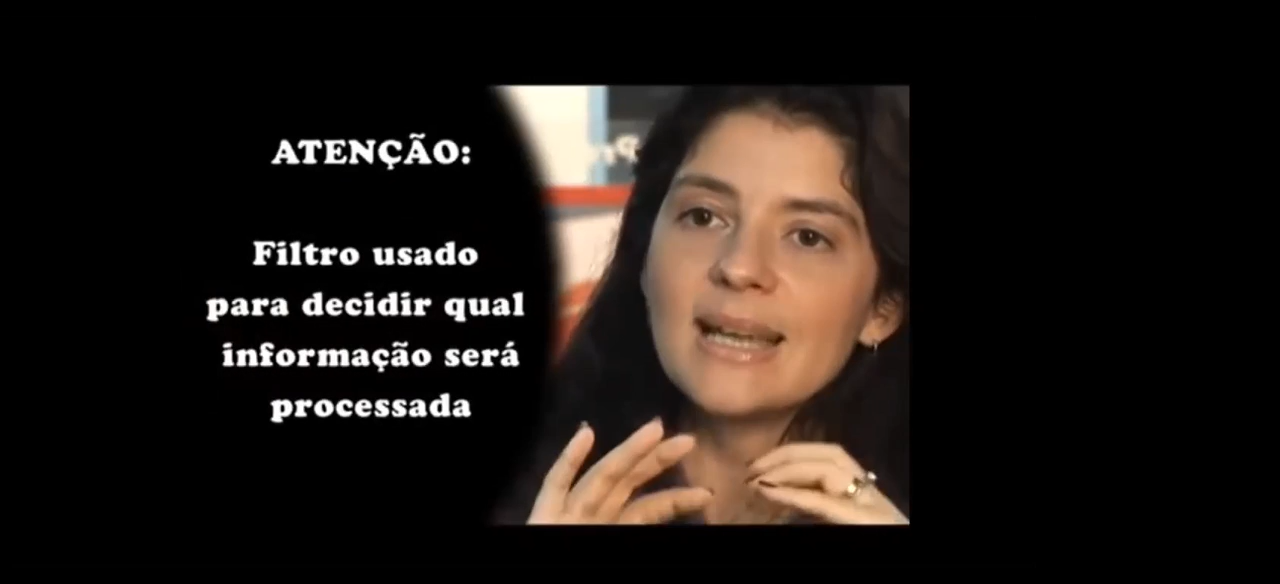 ATENÇÃO:
Filtro usado
para decidir qual
informação será
processada